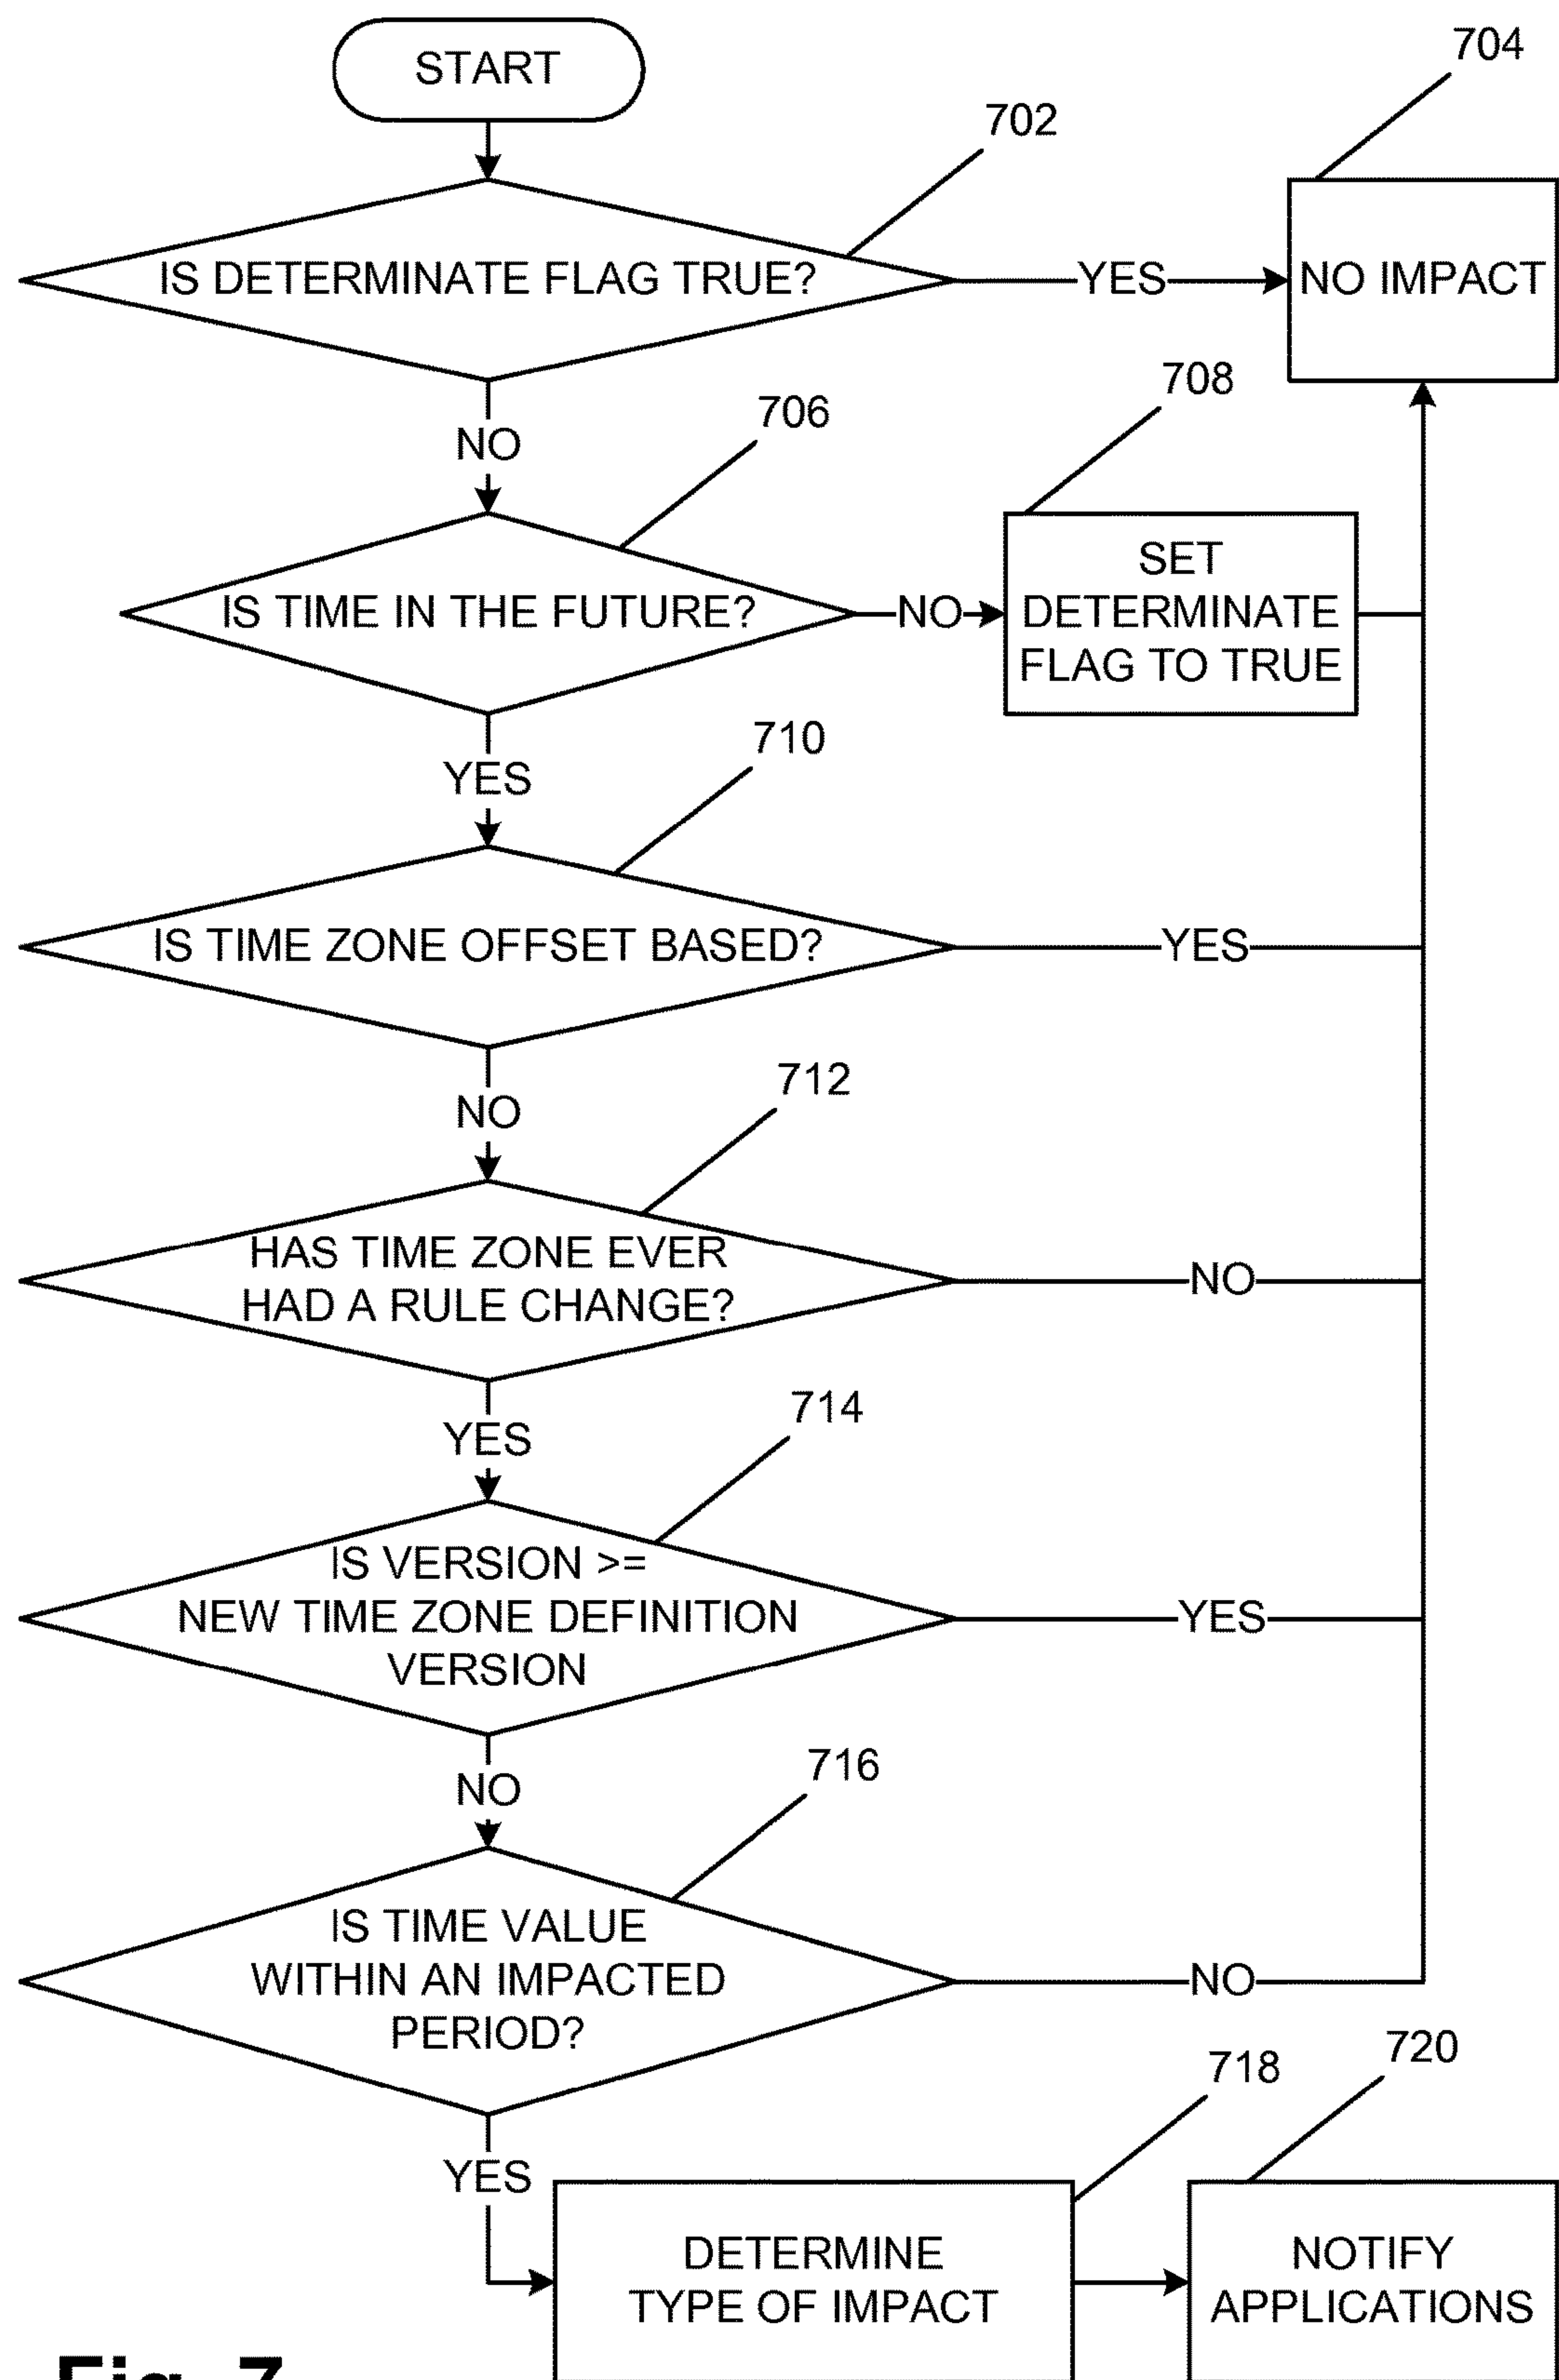 START
704
702
IS DETERMINATE FLAG TRUE?
YES
NO IMPACT
708
706
NO
SET
DETERMINATE
FLAG TO TRUE
IS TIME IN THE FUTURE?
NO
710
YES
IS TIME ZONE OFFSET BASED?
YES
712
NO
HAS TIME ZONE EVER
HAD A RULE CHANGE?
NO
714
YES
IS VERSION >=
NEW TIME ZONE DEFINITION
VERSION
YES
716
NO
IS TIME VALUE
WITHIN AN IMPACTED
PERIOD?
NO
720
718
YES
DETERMINE
TYPE OF IMPACT
NOTIFY
APPLICATIONS
Fig. 7